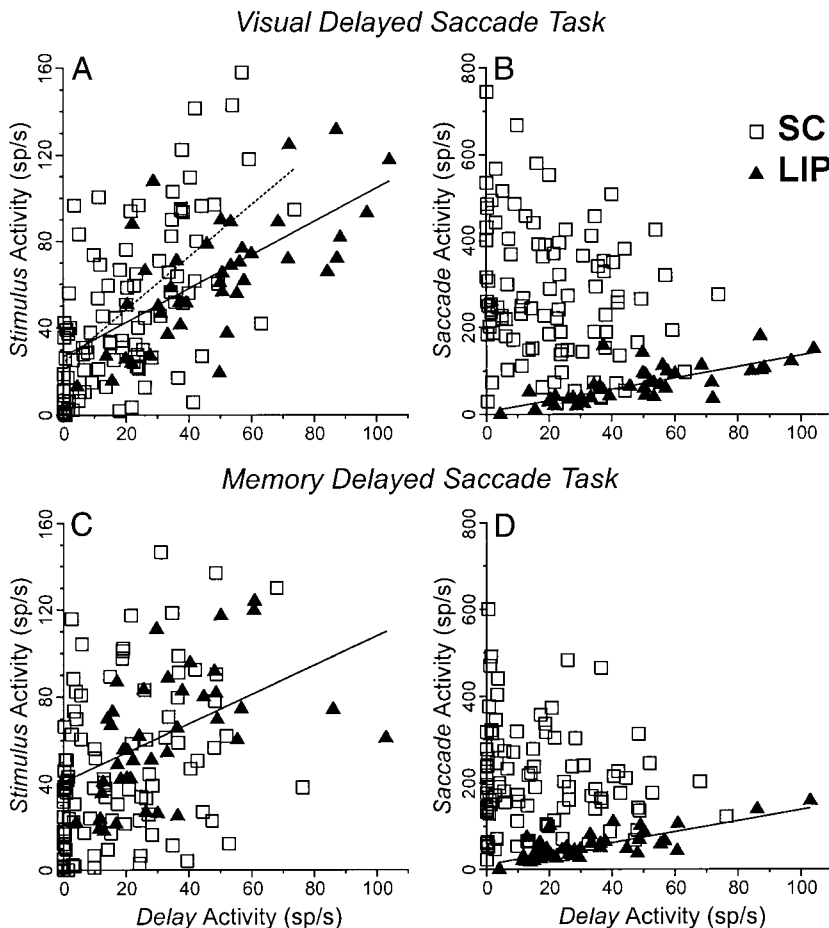 Visual Delayed Saccade Task
A
B
Stimulus Activity (sp/s)
160
120
80
40
0
0 20 40 60 80 100
Saccade Activity (sp/s)
800
600
400
200
0
0 20 40 60 80 100
SC
LIP
Memory Delayed Saccade Task
C
D
Stimulus Activity (sp/s)
160
120
80
40
0
0 20 40 60 80 100
Delay Activity (sp/s)
Saccade Activity (sp/s)
800
600
400
200
0
0 20 40 60 80 100
Delay Activity (sp/s)